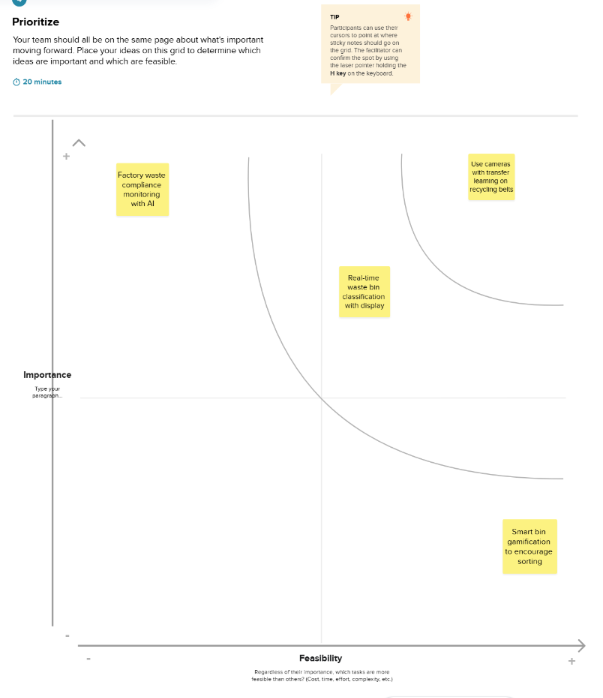 Prioritize
Your team should all be on the same page about what's important
moving forward. Place your ideas on this grid to determine which
ideas are important and which are feasible.
20 minutes
TIP
Participants can use their
cursors to point at where
sticky notes should go on
the grid. The facilitator can
confirm the spot by using
the laser pointer holding the
H key on the keyboard.
+
Factory waste
compliance
monitoring
with AI
Use cameras
with transfer
learning on
recycling belts
Real-time
waste bin
classification
with display
Importance
Type your
paragraph...
Smart bin
gamification
to encourage
sorting
-
-
Feasibility
+
Regardless of their importance, which tasks are more
feasible than others? (Cost, time, effort, complexity, etc.)